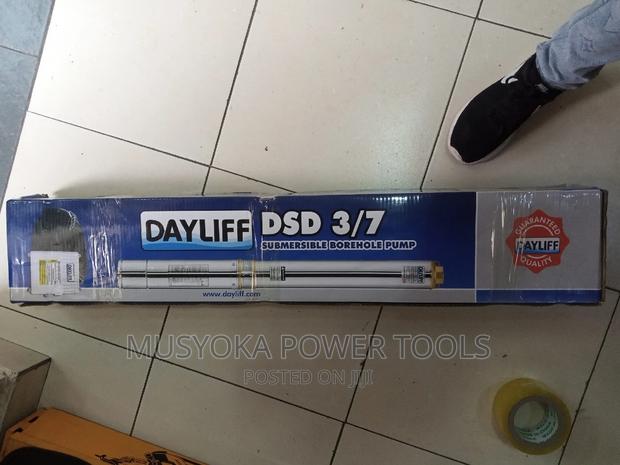 DAYLIFF
DSD 3/7
SUBMERSIBLE BOREHOLE PUMP
www.dayliff.com
GUARANTEED
DAYLIFF
QUALITY
MUSYOKA POWER TOOLS
POSTED ON JIJI